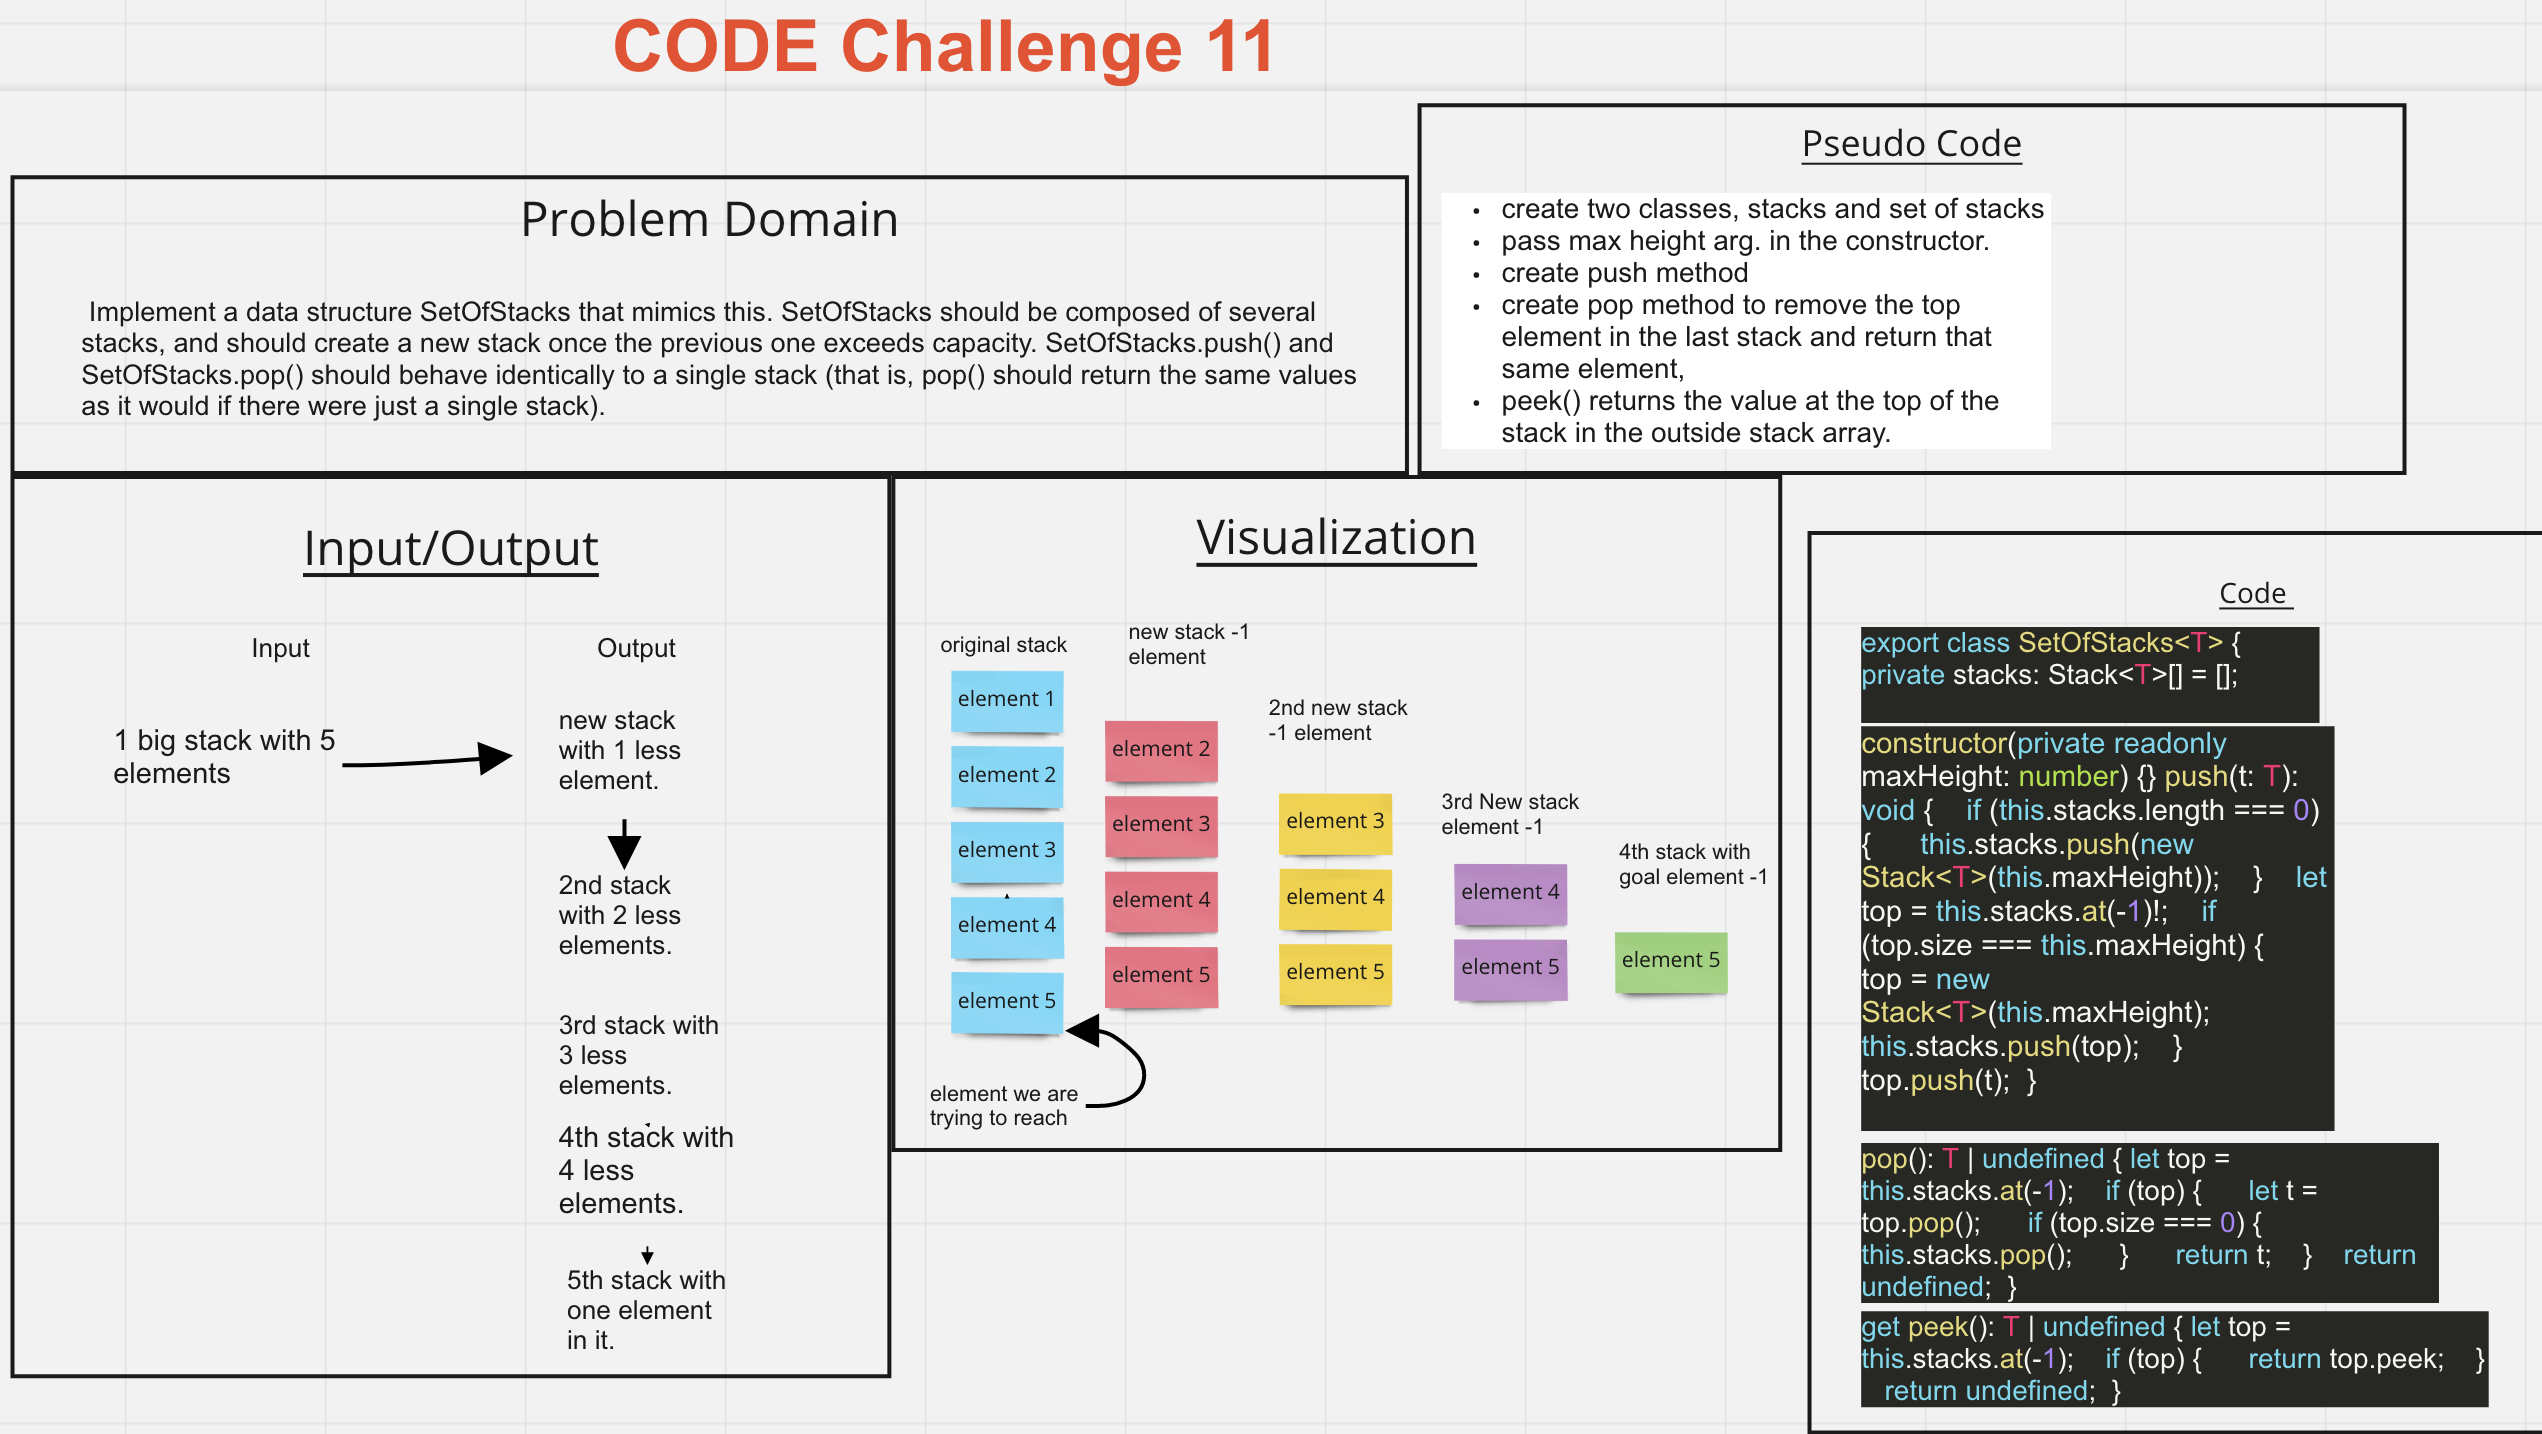 CODE Challenge 11
Problem Domain
Implement a data structure SetOfStacks that mimics this. SetOfStacks should be composed of several
stacks, and should create a new stack once the previous one exceeds capacity. SetOfStacks.push() and
SetOfStacks.pop() should behave identically to a single stack (that is, pop() should return the same values
as it would if there were just a single stack).
Pseudo Code
• create two classes, stacks and set of stacks
• pass max height arg. in the constructor.
• create push method
• create pop method to remove the top
element in the last stack and return that
same element,
• peek() returns the value at the top of the
stack in the outside stack array.
Input/Output
Input
Output
1 big stack with 5
elements
new stack
with 1 less
element.
2nd stack
with 2 less
elements.
3rd stack with
3 less
elements.
4th stack with
4 less
elements.
5th stack with
one element
in it.
Visualization
original stack
element 1
element 2
element 3
element 4
element 5
element we are
trying to reach
new stack -1
element
element 2
element 3
element 4
element 5
2nd new stack
-1 element
element 3
element 4
element 5
3rd New stack
element -1
element 4
element 5
4th stack with
goal element -1
element 5
Code
export class SetOfStacks<T> {
private stacks: Stack<T>[] = [];
constructor(private readonly
maxHeight: number) {} push(t: T):
void { if (this.stacks.length === 0)
{ this.stacks.push(new
Stack<T>(this.maxHeight)); } let
top = this.stacks.at(-1)!; if
(top.size === this.maxHeight) {
top = new
Stack<T>(this.maxHeight);
this.stacks.push(top); }
top.push(t); }
pop(): T | undefined { let top =
this.stacks.at(-1); if (top) { let t =
top.pop(); if (top.size === 0) {
this.stacks.pop(); } return t; } return
undefined; }
get peek(): T | undefined { let top =
this.stacks.at(-1); if (top) { return top.peek; }
return undefined; }